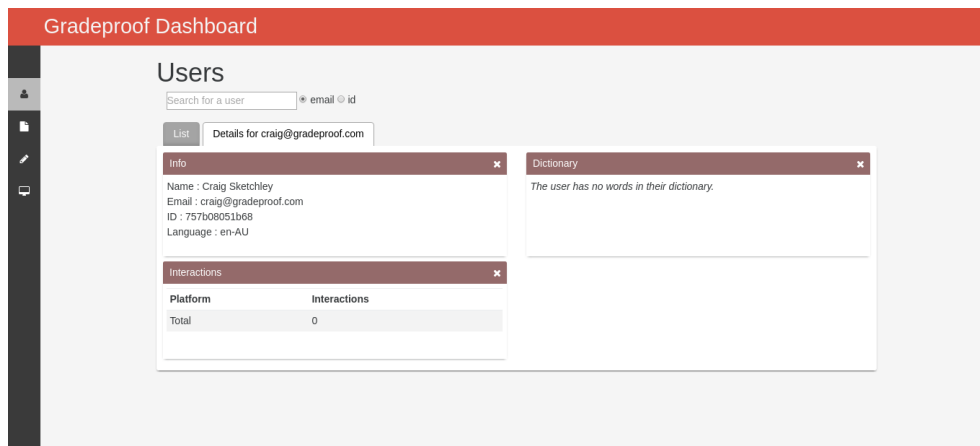 Gradeproof Dashboard
Users
Search for a user email id
List Details for craig@gradeproof.com
Info
Name : Craig Sketchley
Email : craig@gradeproof.com
ID : 757b08051b68
Language : en-AU
Dictionary
The user has no words in their dictionary.
Interactions
Platform Interactions
Total 0